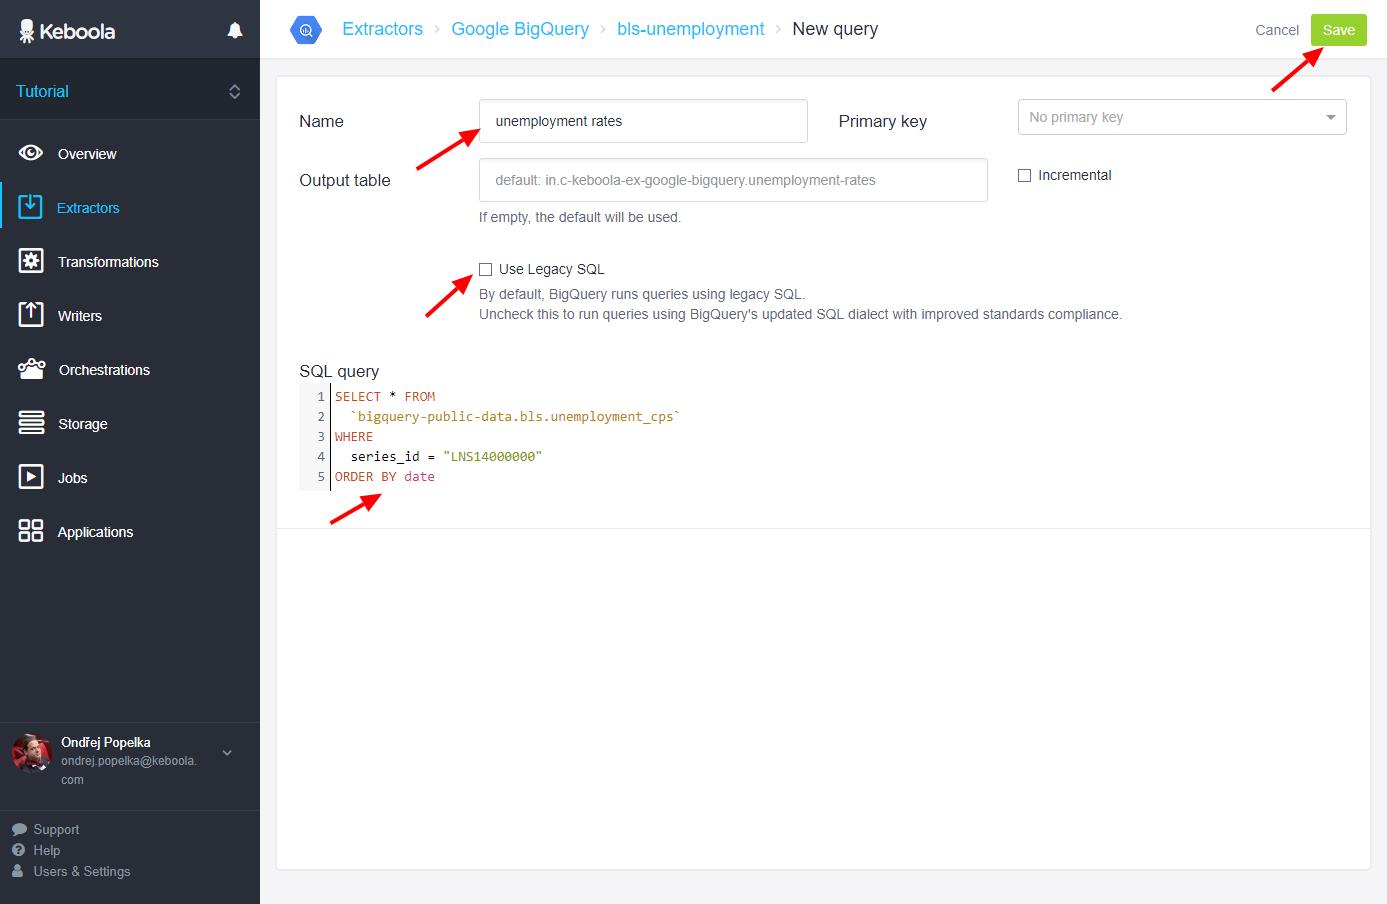 Keboola
Tutorial
Overview
Extractors
Transformations
Writers
Orchestrations
Storage
Jobs
Applications
Ondřej Popelka
ondrej.popelka@keboola.
com
Support
Help
Users & Settings
Extractors › Google BigQuery › bls-unemployment › New query
Cancel
Save
Name
unemployment rates
Primary key
No primary key
Output table
default: in.c-keboola-ex-google-bigquery.unemployment-rates
Incremental
If empty, the default will be used.
Use Legacy SQL
By default, BigQuery runs queries using legacy SQL.
Uncheck this to run queries using BigQuery's updated SQL dialect with improved standards compliance.
SQL query
1 SELECT * FROM
2 `bigquery-public-data.bls.unemployment_cps`
3 WHERE
4 series_id = "LNS14000000"
5 ORDER BY date